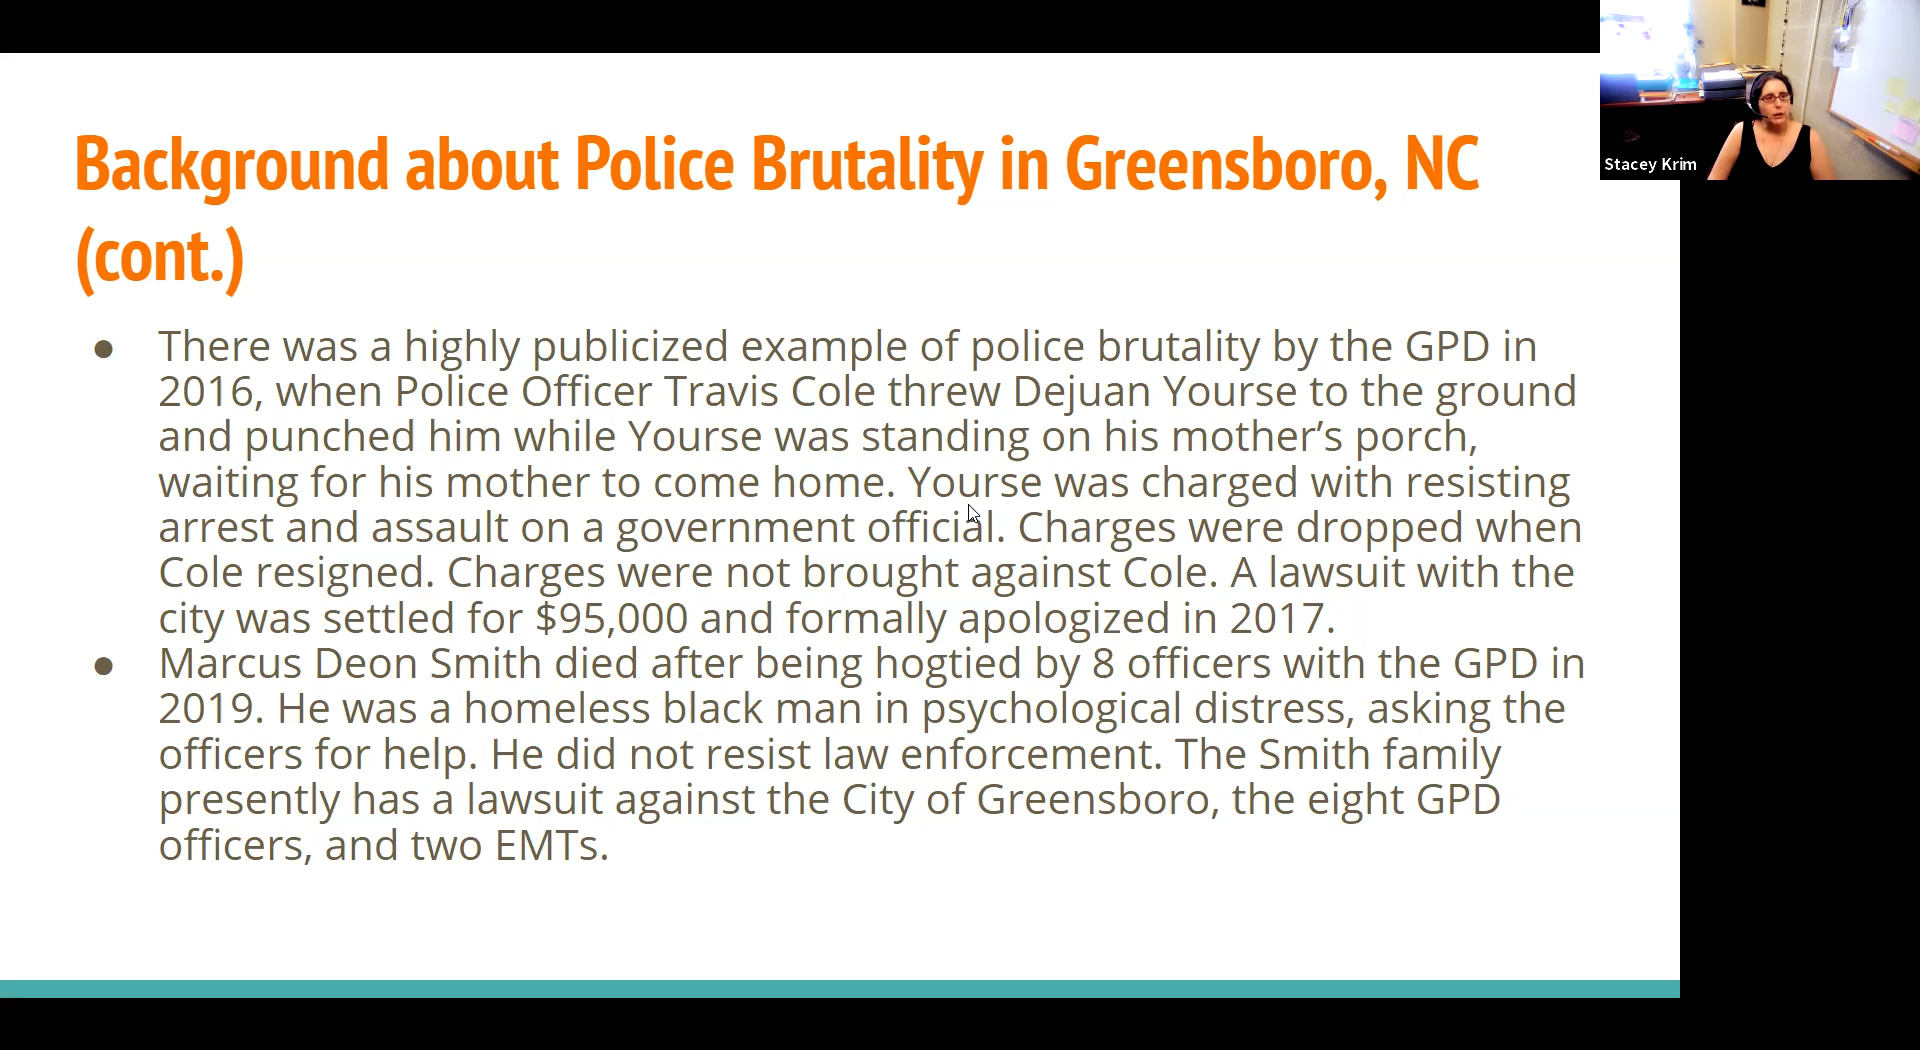 Background about Police Brutality in Greensboro, NC
(cont.)
Stacey Krim
● There was a highly publicized example of police brutality by the GPD in
2016, when Police Officer Travis Cole threw Dejuan Yourse to the ground
and punched him while Yourse was standing on his mother’s porch,
waiting for his mother to come home. Yourse was charged with resisting
arrest and assault on a government official. Charges were dropped when
Cole resigned. Charges were not brought against Cole. A lawsuit with the
city was settled for $95,000 and formally apologized in 2017.
● Marcus Deon Smith died after being hogtied by 8 officers with the GPD in
2019. He was a homeless black man in psychological distress, asking the
officers for help. He did not resist law enforcement. The Smith family
presently has a lawsuit against the City of Greensboro, the eight GPD
officers, and two EMTs.